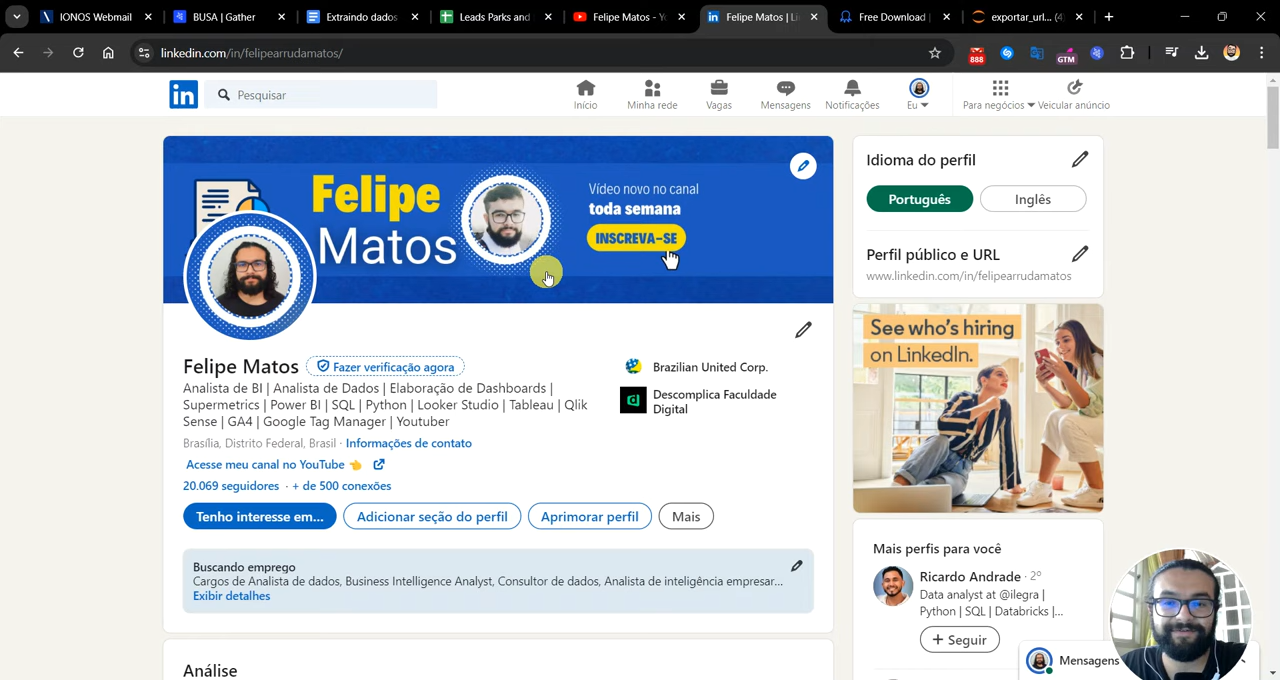 IONOS Webmail
BUSA | Gather
Extraindo dados
Leads Parks and
Felipe Matos - Yo
Felipe Matos | Li
Free Download |
exportar_url... (4)
linkedin.com/in/felipearrudamatos/
888
GTM
in
Pesquisar
Início
Minha rede
Vagas
Mensagens
Notificações
Eu
Para negócios
Veicular anúncio
Felipe
Matos
Vídeo novo no canal
toda semana
INSCREVA-SE
Felipe Matos
Fazer verificação agora
Analista de BI | Analista de Dados | Elaboração de Dashboards |
Supermetrics | Power BI | SQL | Python | Looker Studio | Tableau | Qlik
Sense | GA4 | Google Tag Manager | Youtuber
Brasília, Distrito Federal, Brasil · Informações de contato
Acesse meu canal no YouTube 👈
20.069 seguidores · + de 500 conexões
Brazilian United Corp.
Descomplica Faculdade
Digital
Tenho interesse em...
Adicionar seção do perfil
Aprimorar perfil
Mais
Buscando emprego
Cargos de Analista de dados, Business Intelligence Analyst, Consultor de dados, Analista de inteligência empresar...
Exibir detalhes
Análise
Idioma do perfil
Português
Inglês
Perfil público e URL
www.linkedin.com/in/felipearrudamatos
See who's hiring
on LinkedIn.
Mais perfis para você
Ricardo Andrade · 2º
Data analyst at @ilegra |
Python | SQL | Databricks |...
+ Seguir
Mensagens